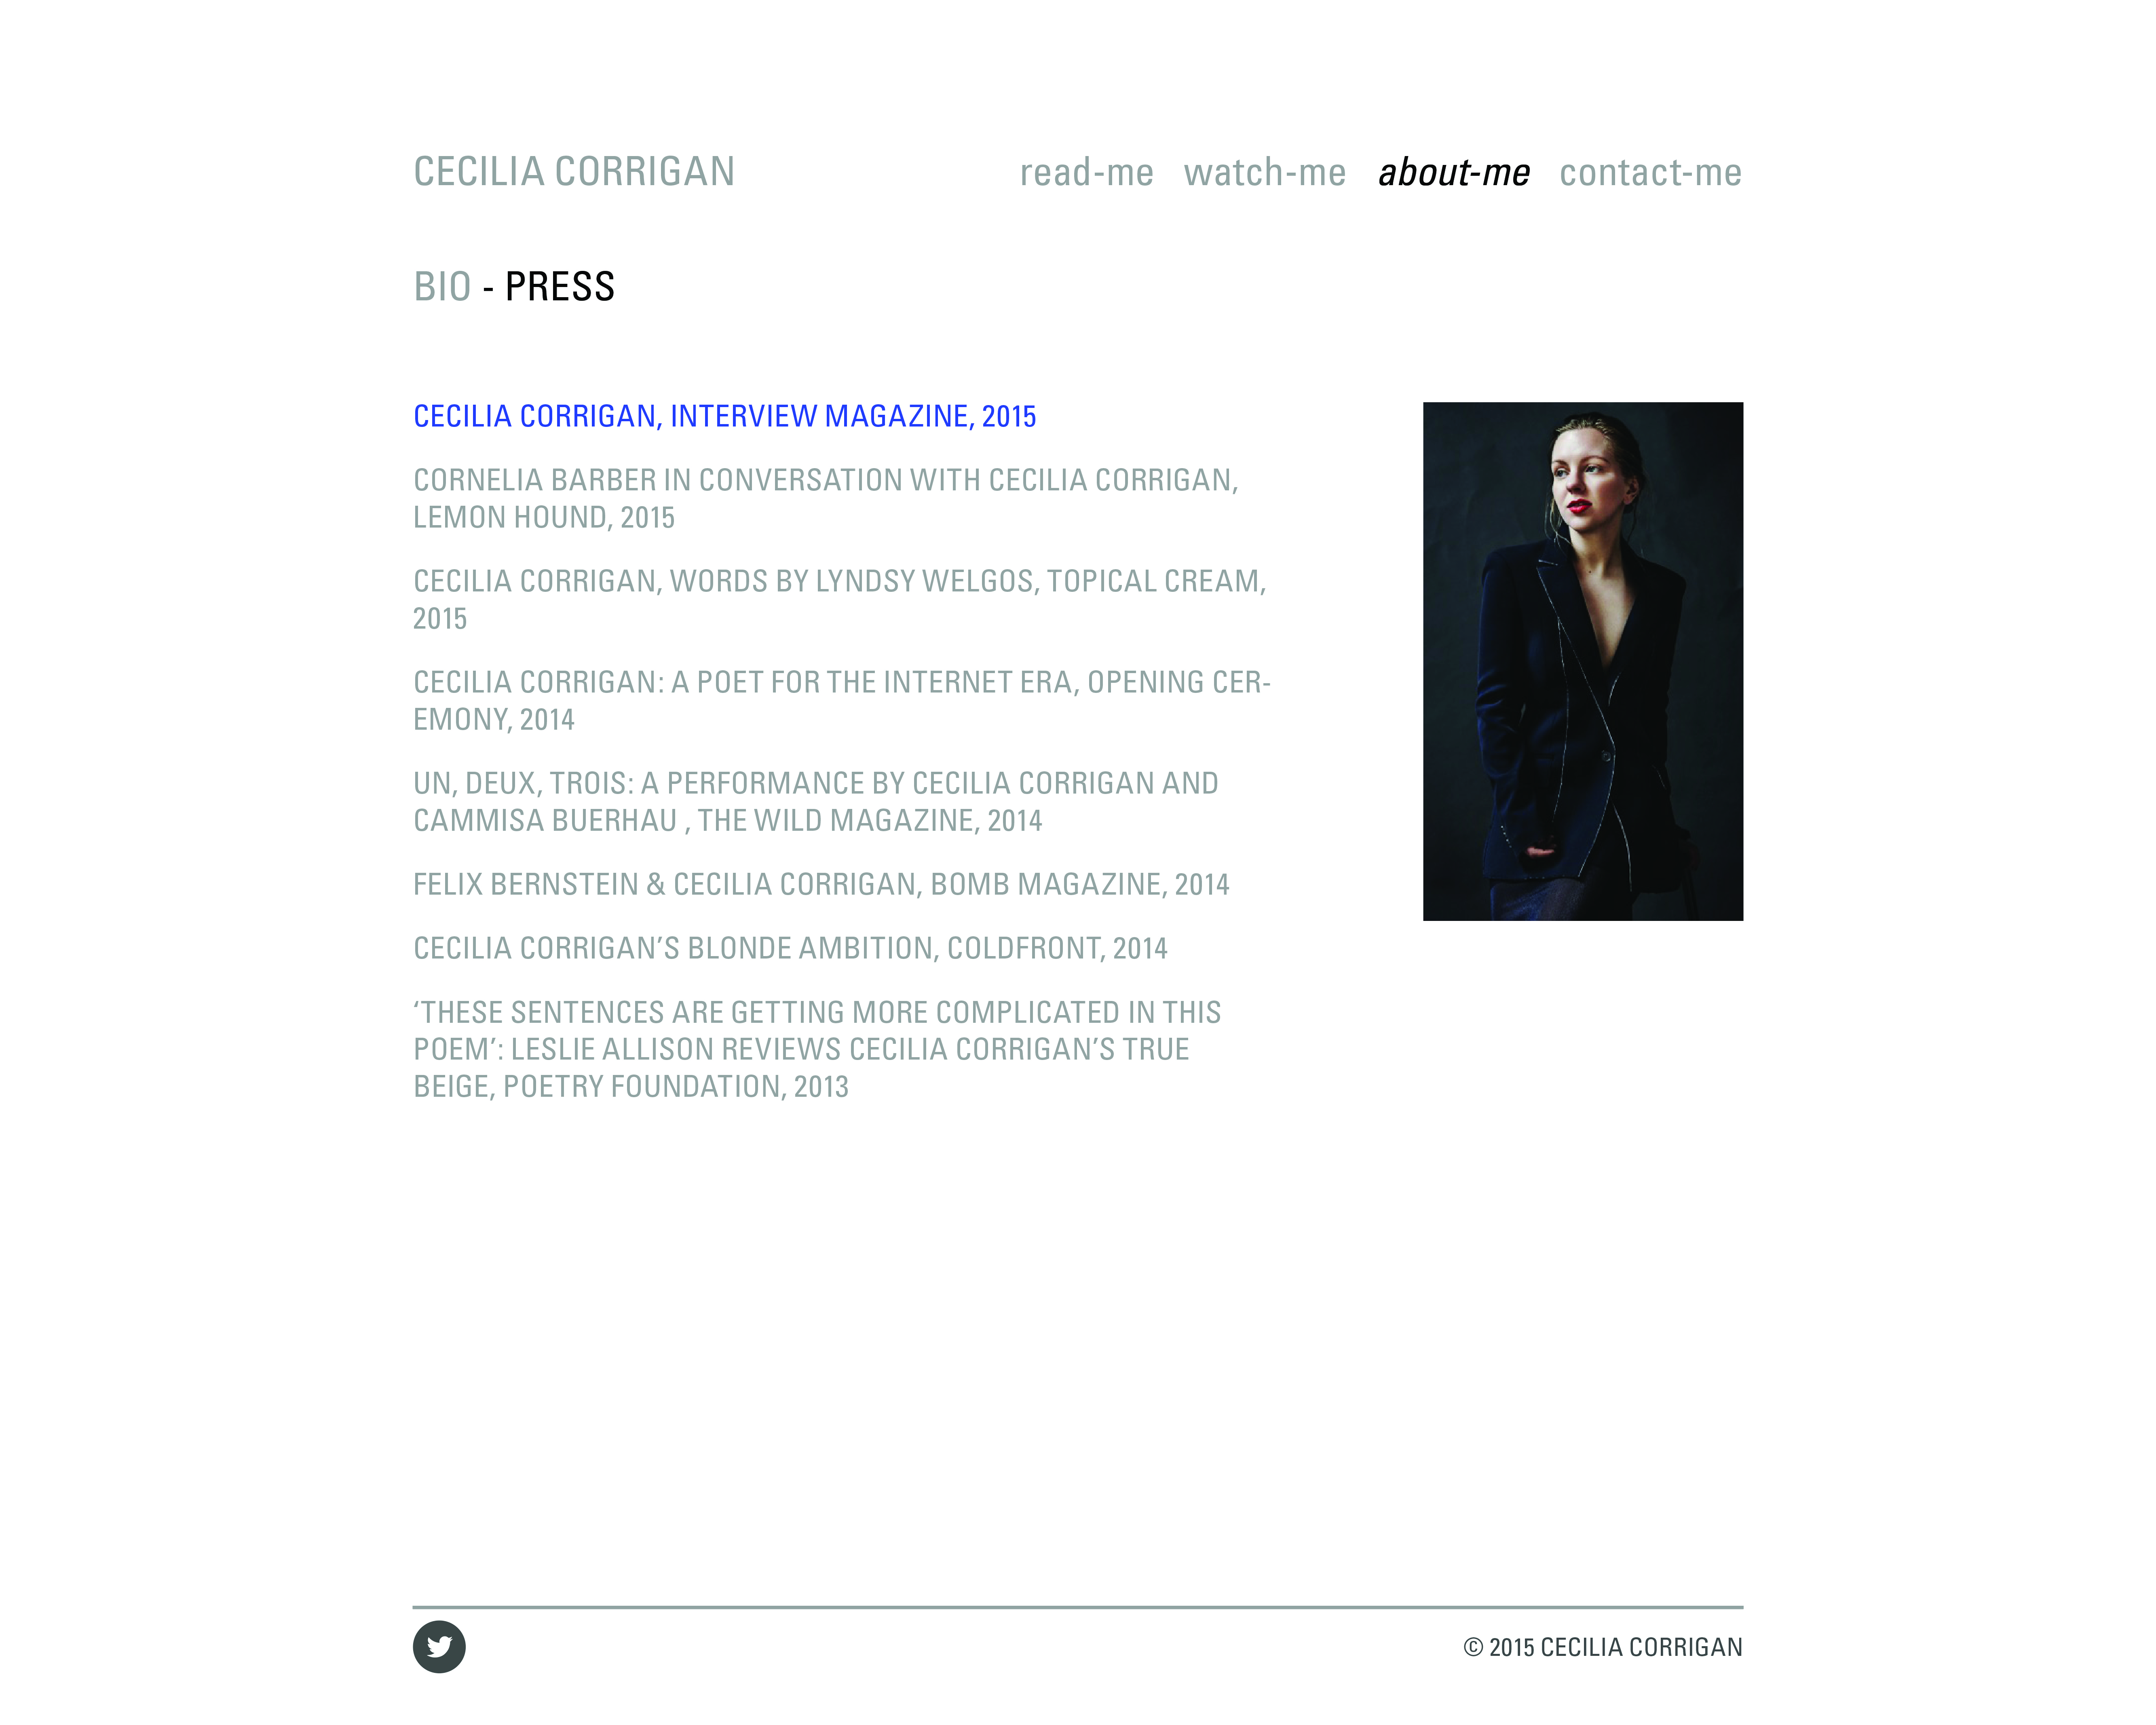 CECILIA CORRIGAN
read-me watch-me about-me contact-me
BIO - PRESS
CECILIA CORRIGAN, INTERVIEW MAGAZINE, 2015
CORNELIA BARBER IN CONVERSATION WITH CECILIA CORRIGAN,
LEMON HOUND, 2015
CECILIA CORRIGAN, WORDS BY LYNDSY WELGOS, TOPICAL CREAM,
2015
CECILIA CORRIGAN: A POET FOR THE INTERNET ERA, OPENING CER-
EMONY, 2014
UN, DEUX, TROIS: A PERFORMANCE BY CECILIA CORRIGAN AND
CAMMISA BUERHAU , THE WILD MAGAZINE, 2014
FELIX BERNSTEIN & CECILIA CORRIGAN, BOMB MAGAZINE, 2014
CECILIA CORRIGAN’S BLONDE AMBITION, COLDFRONT, 2014
‘THESE SENTENCES ARE GETTING MORE COMPLICATED IN THIS
POEM’: LESLIE ALLISON REVIEWS CECILIA CORRIGAN’S TRUE
BEIGE, POETRY FOUNDATION, 2013
© 2015 CECILIA CORRIGAN